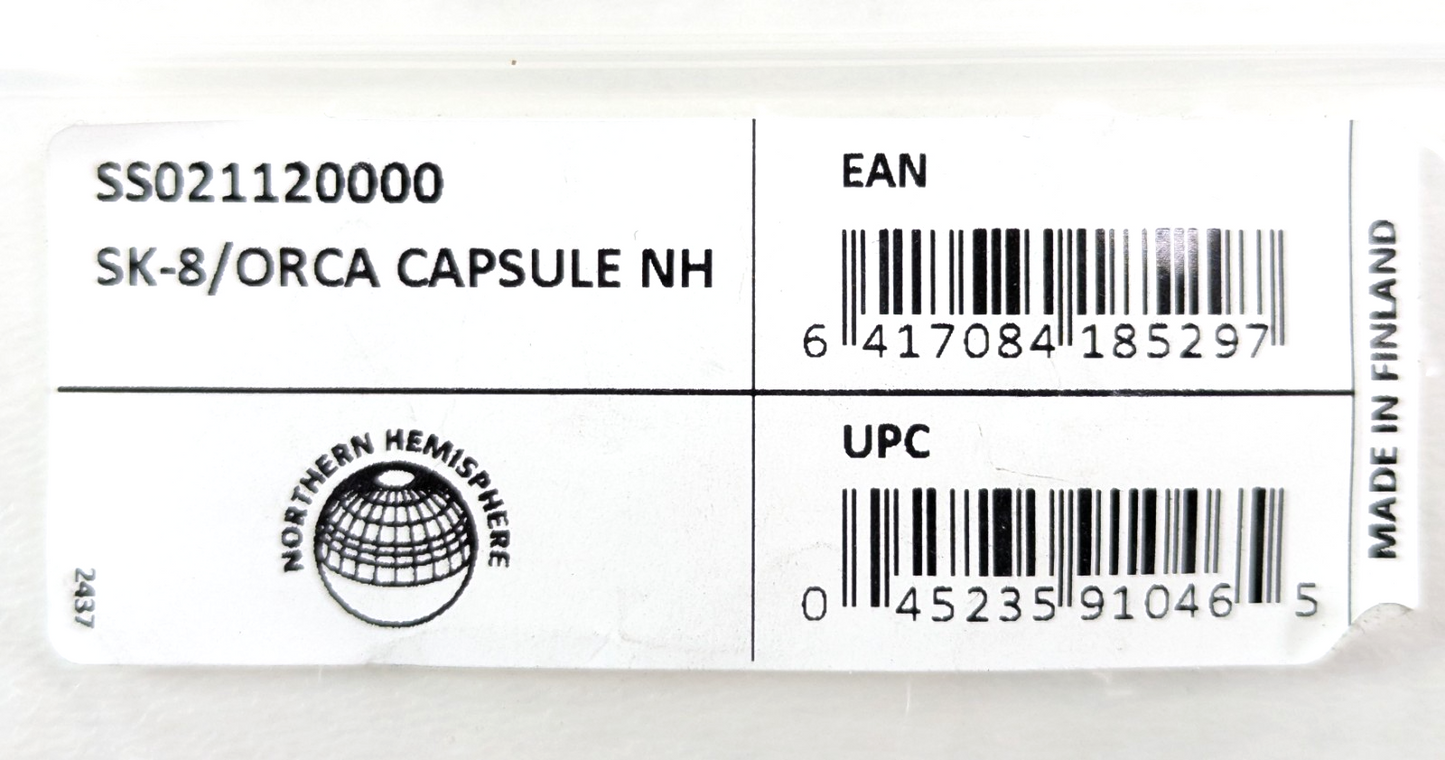 SS021120000
SK-8/ORCA CAPSULE NH
EAN
6 417084 185297
NORTHERN HEMISPHERE
2437
UPC
0 45235 91046 5
MADE IN FINLAND